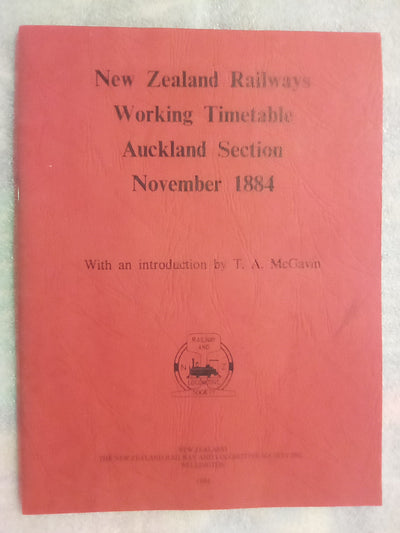 New Zealand Railways
Working Timetable
Auckland Section
November 1884
With an introduction by T. A. McGavin
RAILWAY
AND
N Z
LOCOMOTIVE
SOCIETY
NEW ZEALAND
THE NEW ZEALAND RAILWAY AND LOCOMOTIVE SOCIETY INC
WELLINGTON